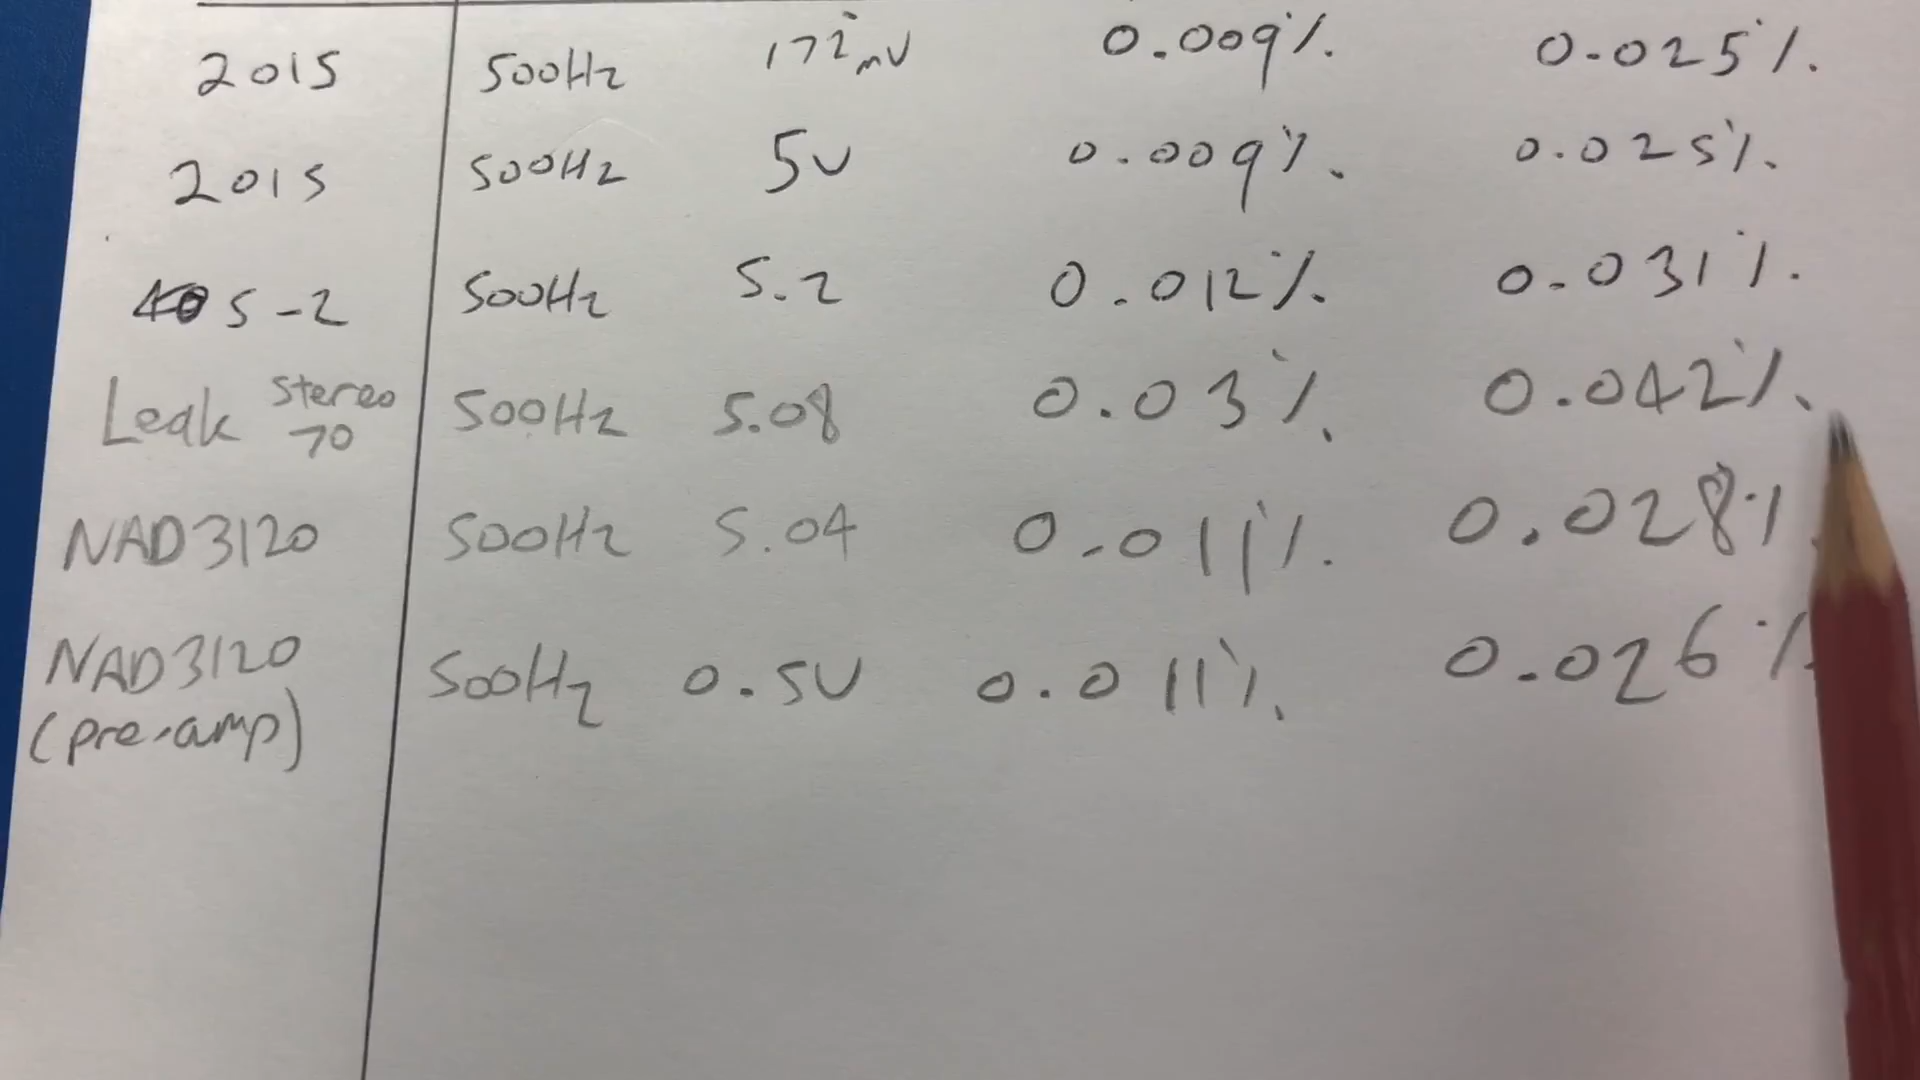 2015 500Hz 172mV 0.009% 0.025%
2015 500Hz 5V 0.009% 0.025%
S-2 500Hz 5.2 0.012% 0.031%
Leak Stereo 70 500Hz 5.08 0.03% 0.042%
NAD3120 500Hz 5.04 0.011% 0.028%
NAD3120 500Hz 0.5V 0.011% 0.026%
(pre-amp)